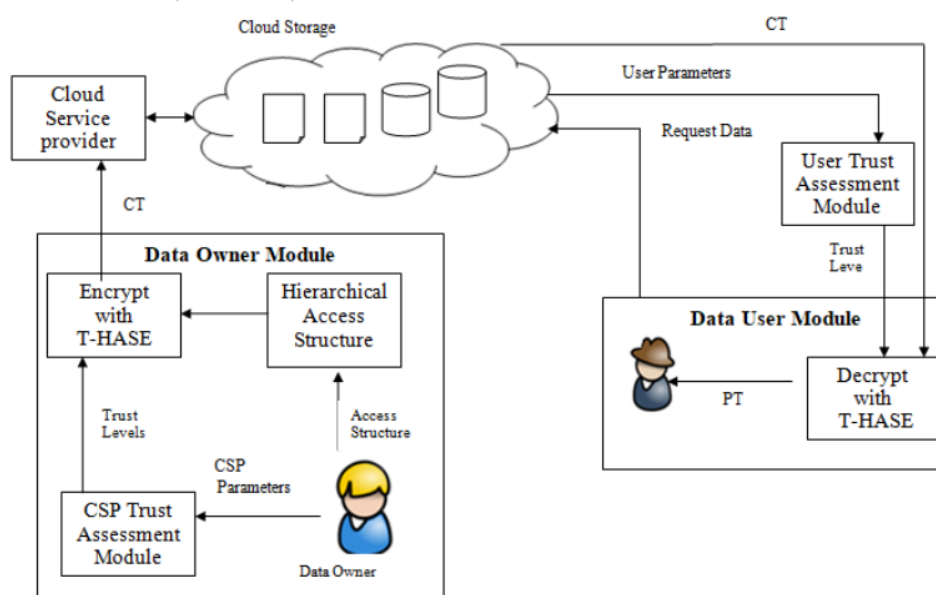 Cloud Storage
CT
Cloud
Service
provider
User Parameters
Request Data
User Trust
Assessment
Module
CT
Trust
Leve
Data Owner Module
Encrypt
with
T-HASE
Hierarchical
Access
Structure
Data User Module
Decrypt
with
T-HASE
PT
Trust
Levels
Access
Structure
CSP
Parameters
CSP Trust
Assessment
Module
Data Owner